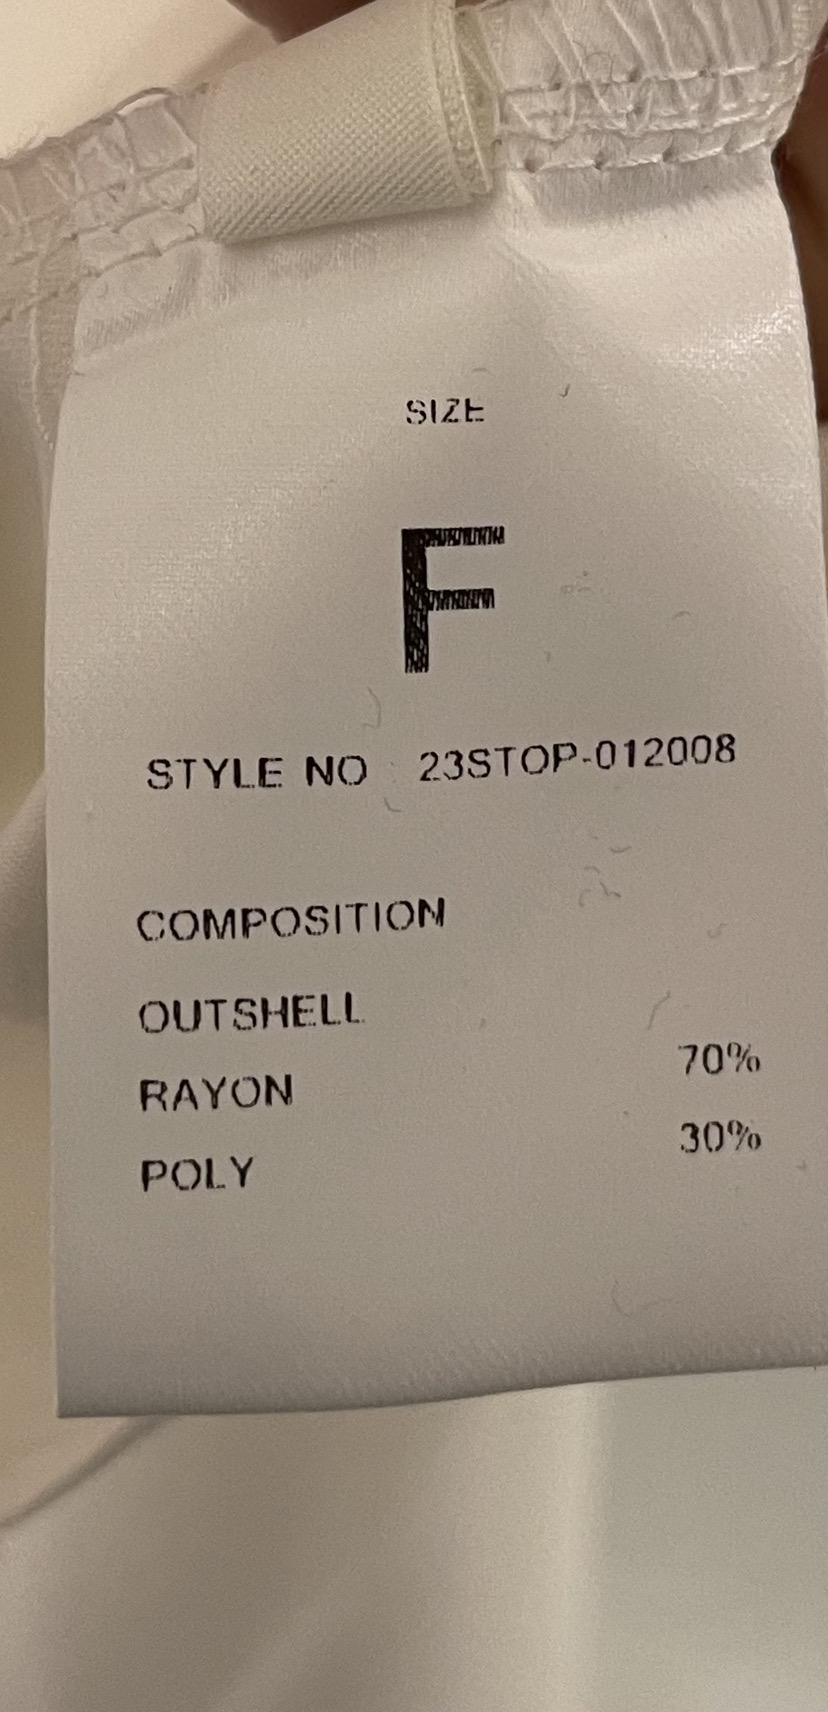 SIZE
F
STYLE NO 23STOP-012008
COMPOSITION
OUTSHELL
RAYON 70%
POLY 30%